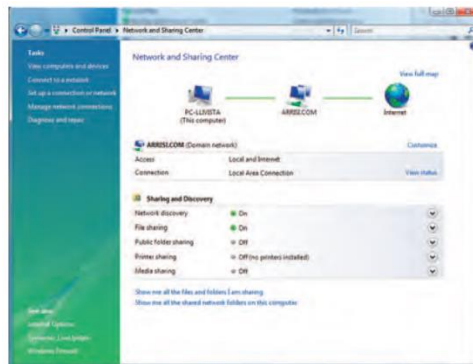 Control Panel ▸ Network and Sharing Center
Search
Tasks
View computers and devices
Connect to a network
Set up a connection or network
Manage network connections
Diagnose and repair
Network and Sharing Center
View full map
PC-LLVISTA
(This computer)
ARRISI.COM
Internet
ARRISI.COM (Domain network)
Customize
Access
Local and Internet
Connection
Local Area Connection
View status
Sharing and Discovery
Network discovery
On
File sharing
On
Public folder sharing
Off
Printer sharing
Off (no printers installed)
Media sharing
Off
Show me all the files and folders I am sharing
Show me all the shared network folders on this computer
See also
Internet Options
Windows Firewall